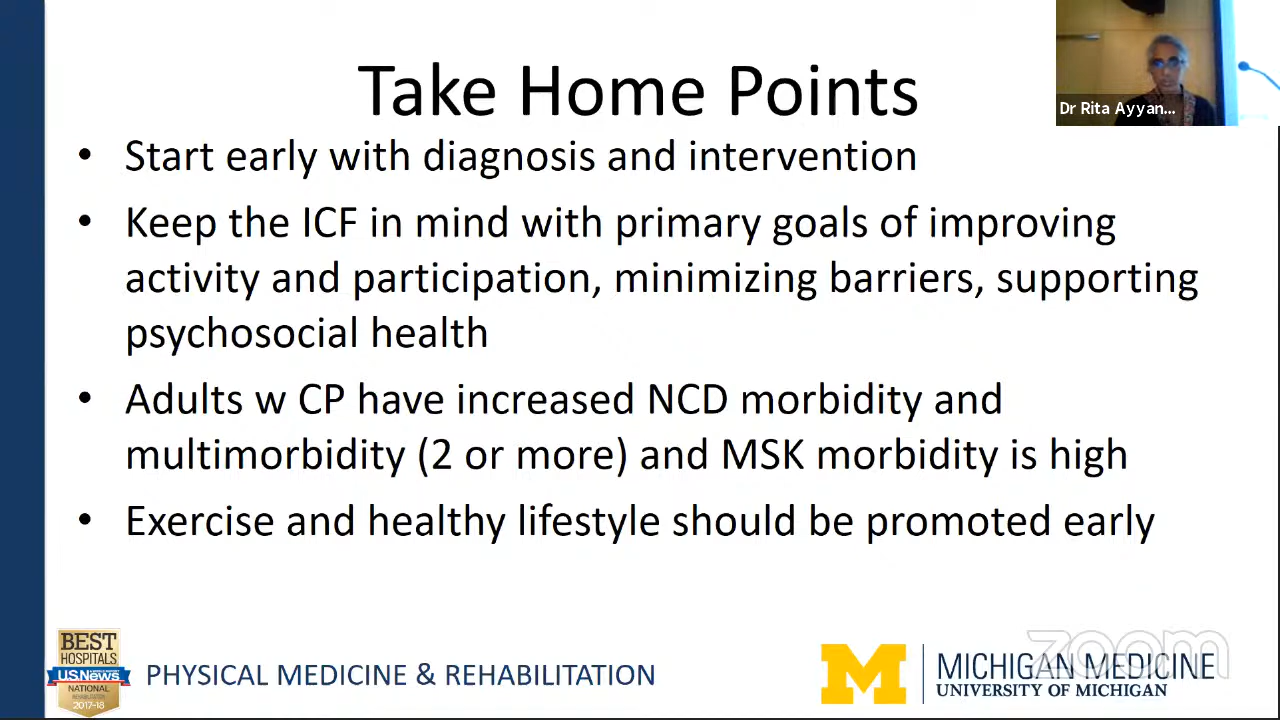 Take Home Points
Dr Rita Ayyan...
• Start early with diagnosis and intervention
• Keep the ICF in mind with primary goals of improving
activity and participation, minimizing barriers, supporting
psychosocial health
• Adults w CP have increased NCD morbidity and
multimorbidity (2 or more) and MSK morbidity is high
• Exercise and healthy lifestyle should be promoted early
BEST
HOSPITALS
U.S.News
NATIONAL
REHABILITATION
2017-18
PHYSICAL MEDICINE & REHABILITATION
M
MICHIGAN MEDICINE
UNIVERSITY OF MICHIGAN
zoom